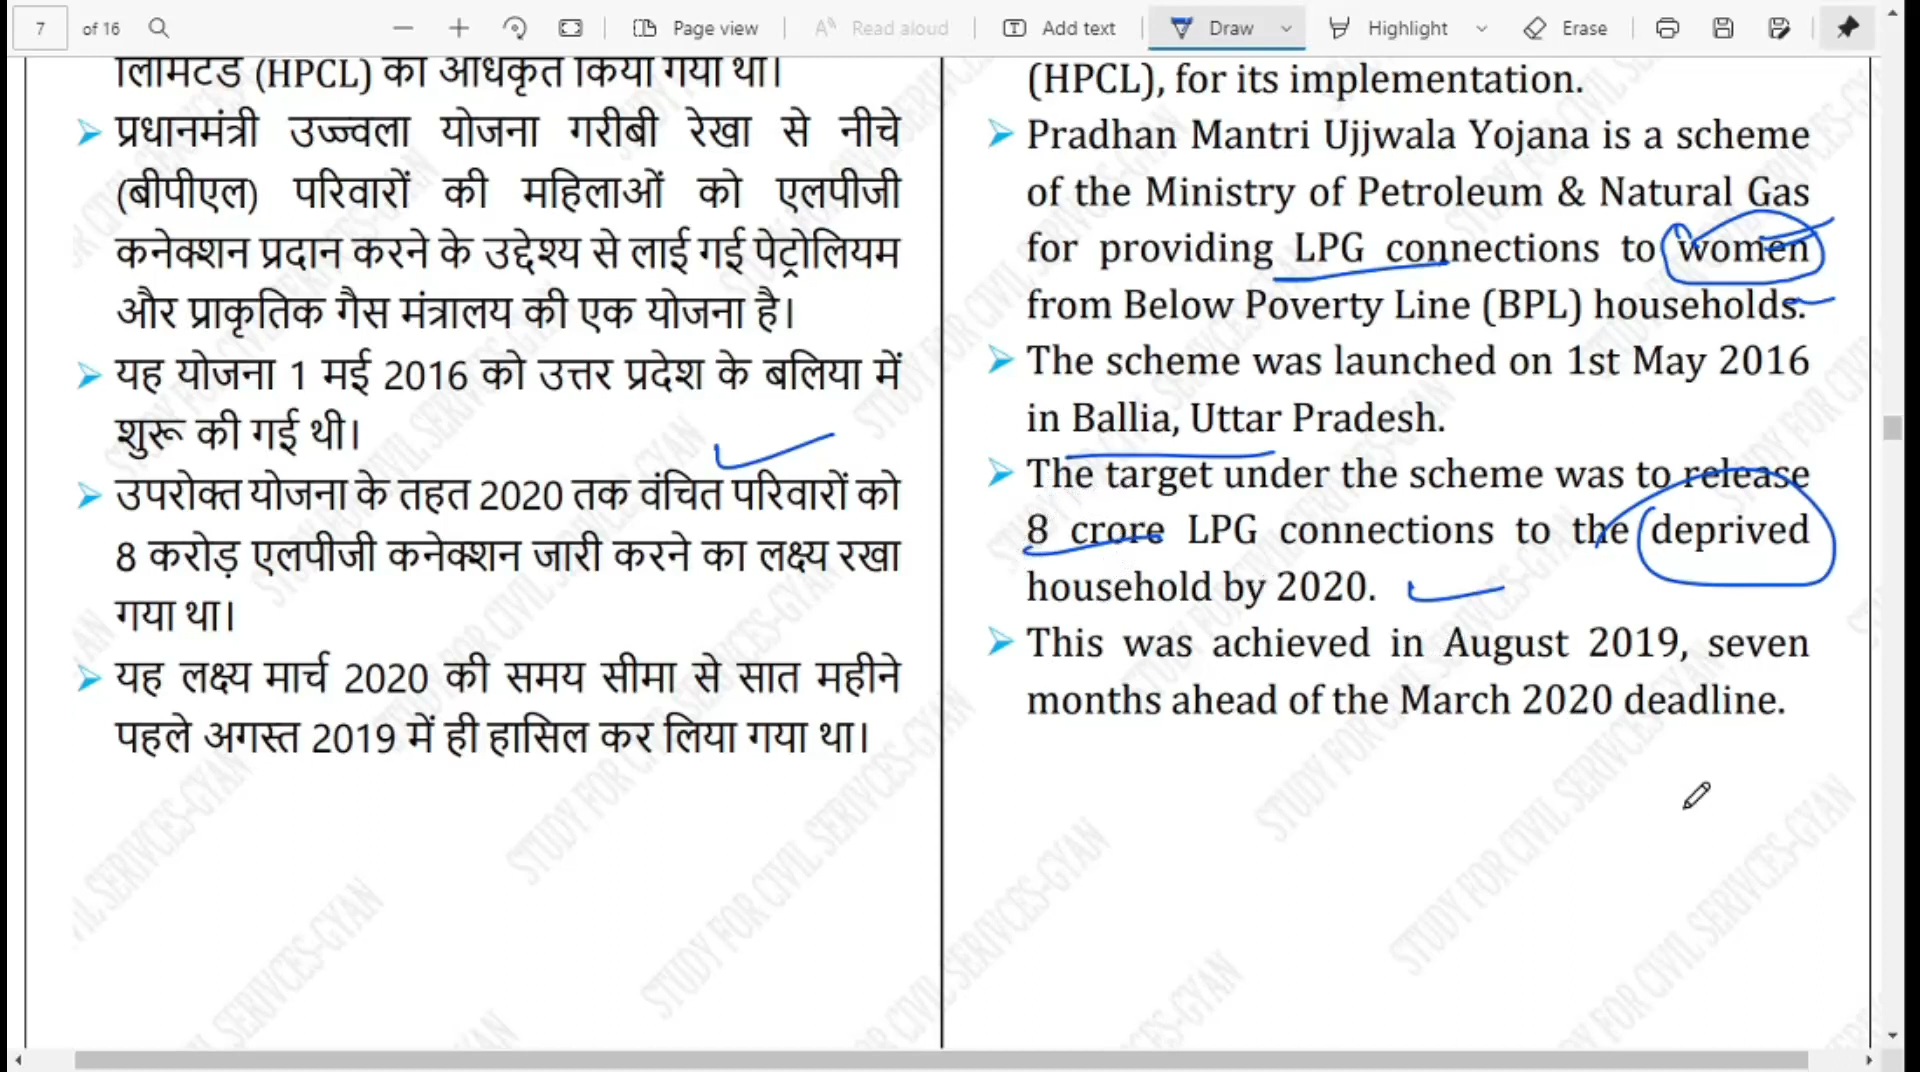 7 of 16 Page view Read aloud Add text Draw Highlight Erase
लिमिटेड (HPCL) को अधिकृत किया गया था।
प्रधानमंत्री उज्ज्वला योजना गरीबी रेखा से नीचे
(बीपीएल) परिवारों की महिलाओं को एलपीजी
कनेक्शन प्रदान करने के उद्देश्य से लाई गई पेट्रोलियम
और प्राकृतिक गैस मंत्रालय की एक योजना है।
यह योजना 1 मई 2016 को उत्तर प्रदेश के बलिया में
शुरू की गई थी।
उपरोक्त योजना के तहत 2020 तक वंचित परिवारों को
8 करोड़ एलपीजी कनेक्शन जारी करने का लक्ष्य रखा
गया था।
यह लक्ष्य मार्च 2020 की समय सीमा से सात महीने
पहले अगस्त 2019 में ही हासिल कर लिया गया था।
(HPCL), for its implementation.
Pradhan Mantri Ujjwala Yojana is a scheme
of the Ministry of Petroleum & Natural Gas
for providing LPG connections to women
from Below Poverty Line (BPL) households.
The scheme was launched on 1st May 2016
in Ballia, Uttar Pradesh.
The target under the scheme was to release
8 crore LPG connections to the deprived
household by 2020.
This was achieved in August 2019, seven
months ahead of the March 2020 deadline.
STUDY FOR CIVIL SERIVCES-GYAN